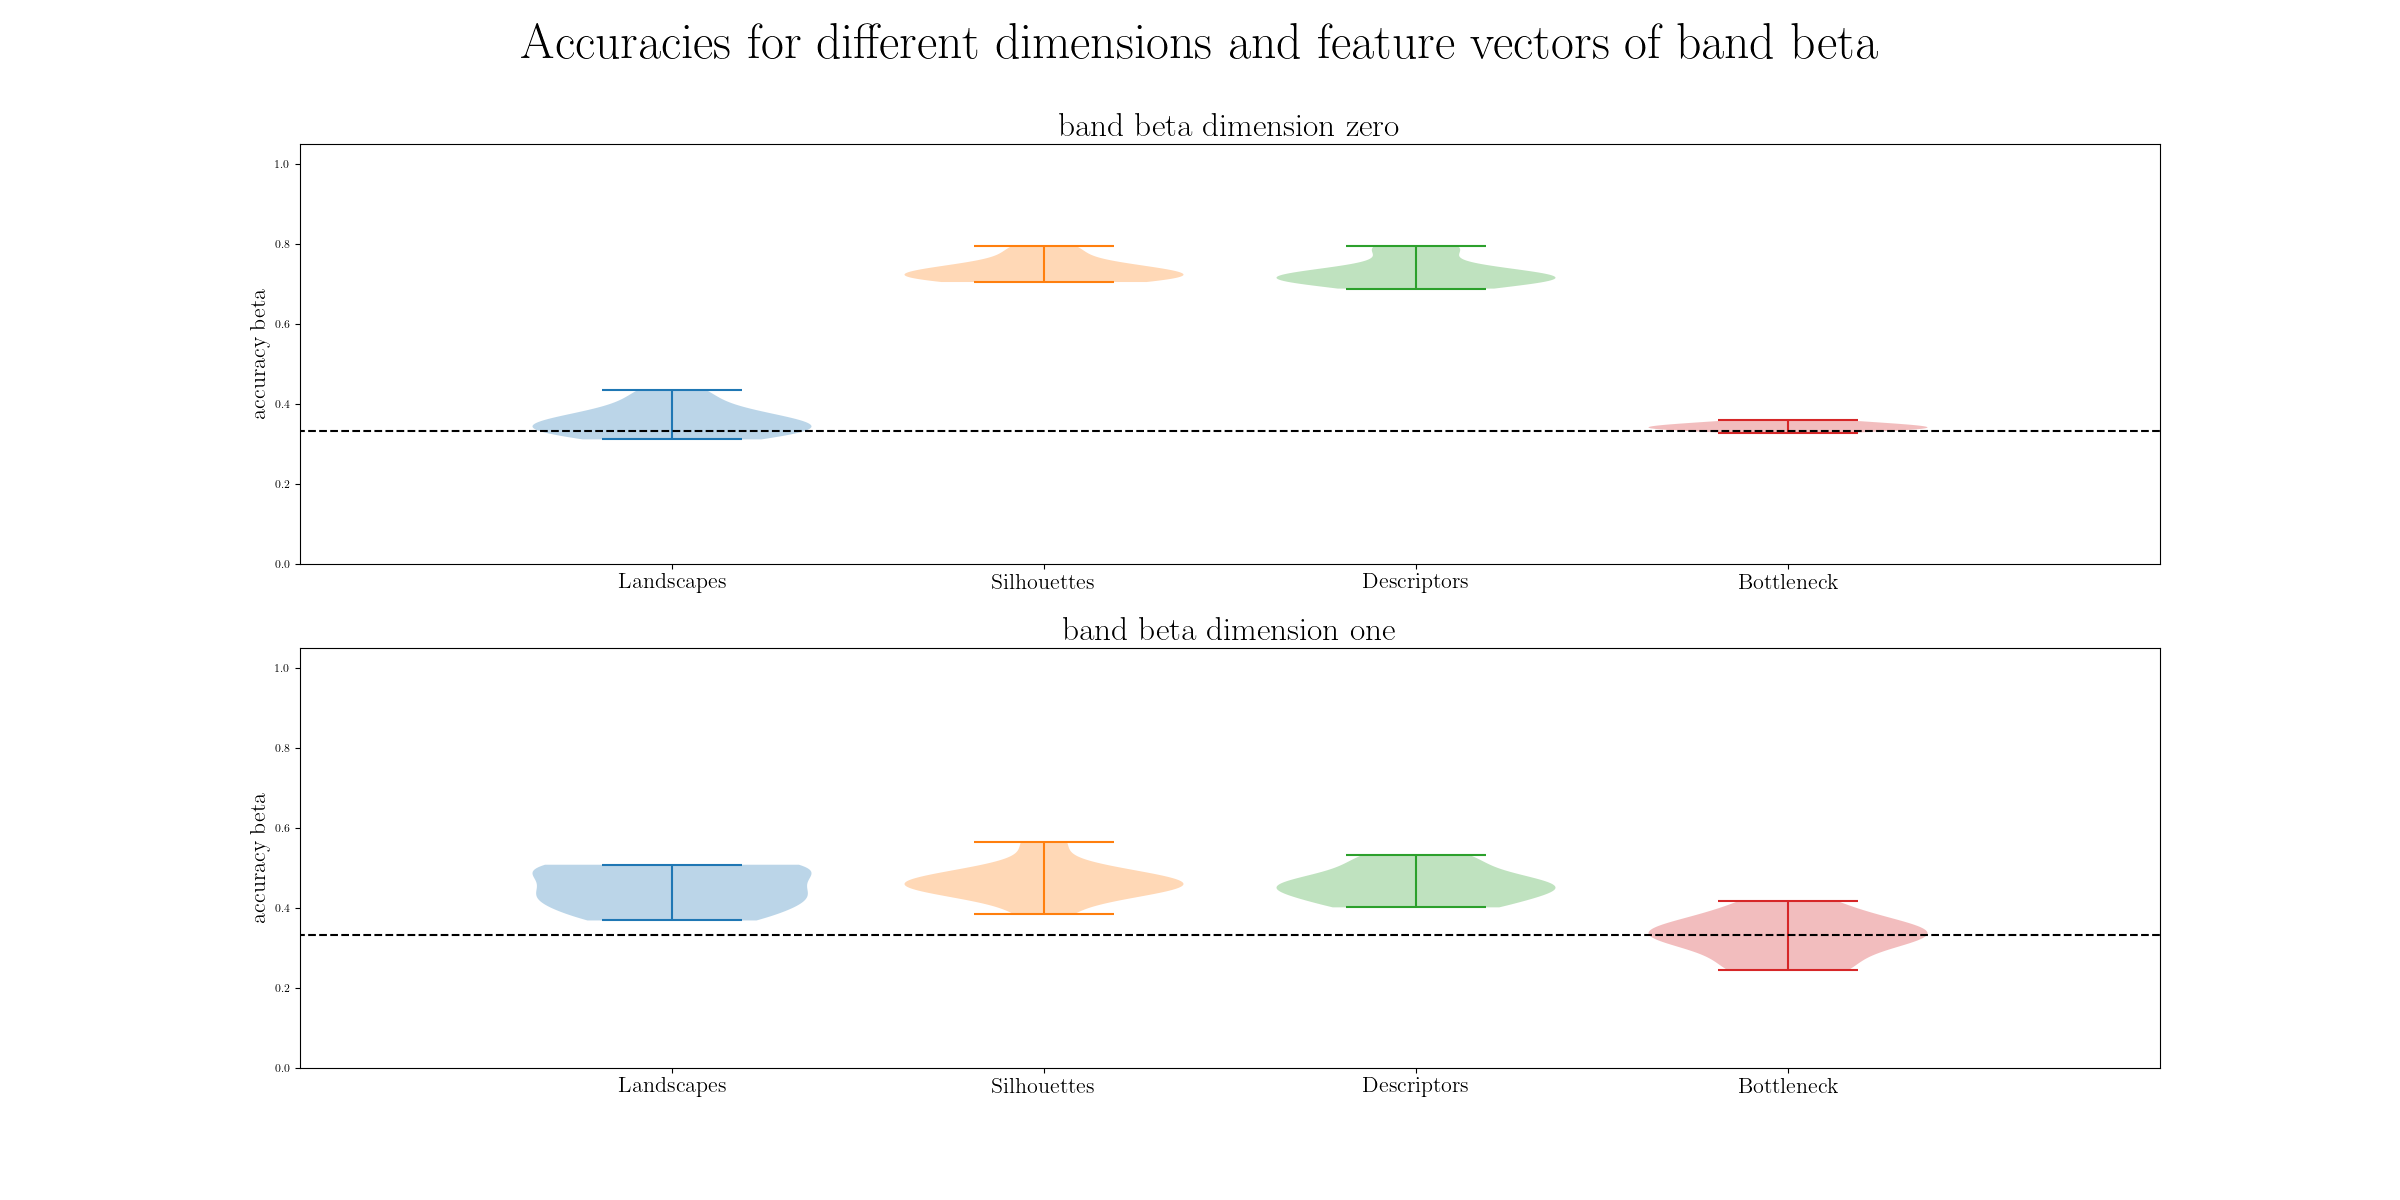 Accuracies for different dimensions and feature vectors of band beta
band beta dimension zero
accuracy beta
1.0
0.8
0.6
0.4
0.2
0.0
Landscapes Silhouettes Descriptors Bottleneck
band beta dimension one
accuracy beta
1.0
0.8
0.6
0.4
0.2
0.0
Landscapes Silhouettes Descriptors Bottleneck